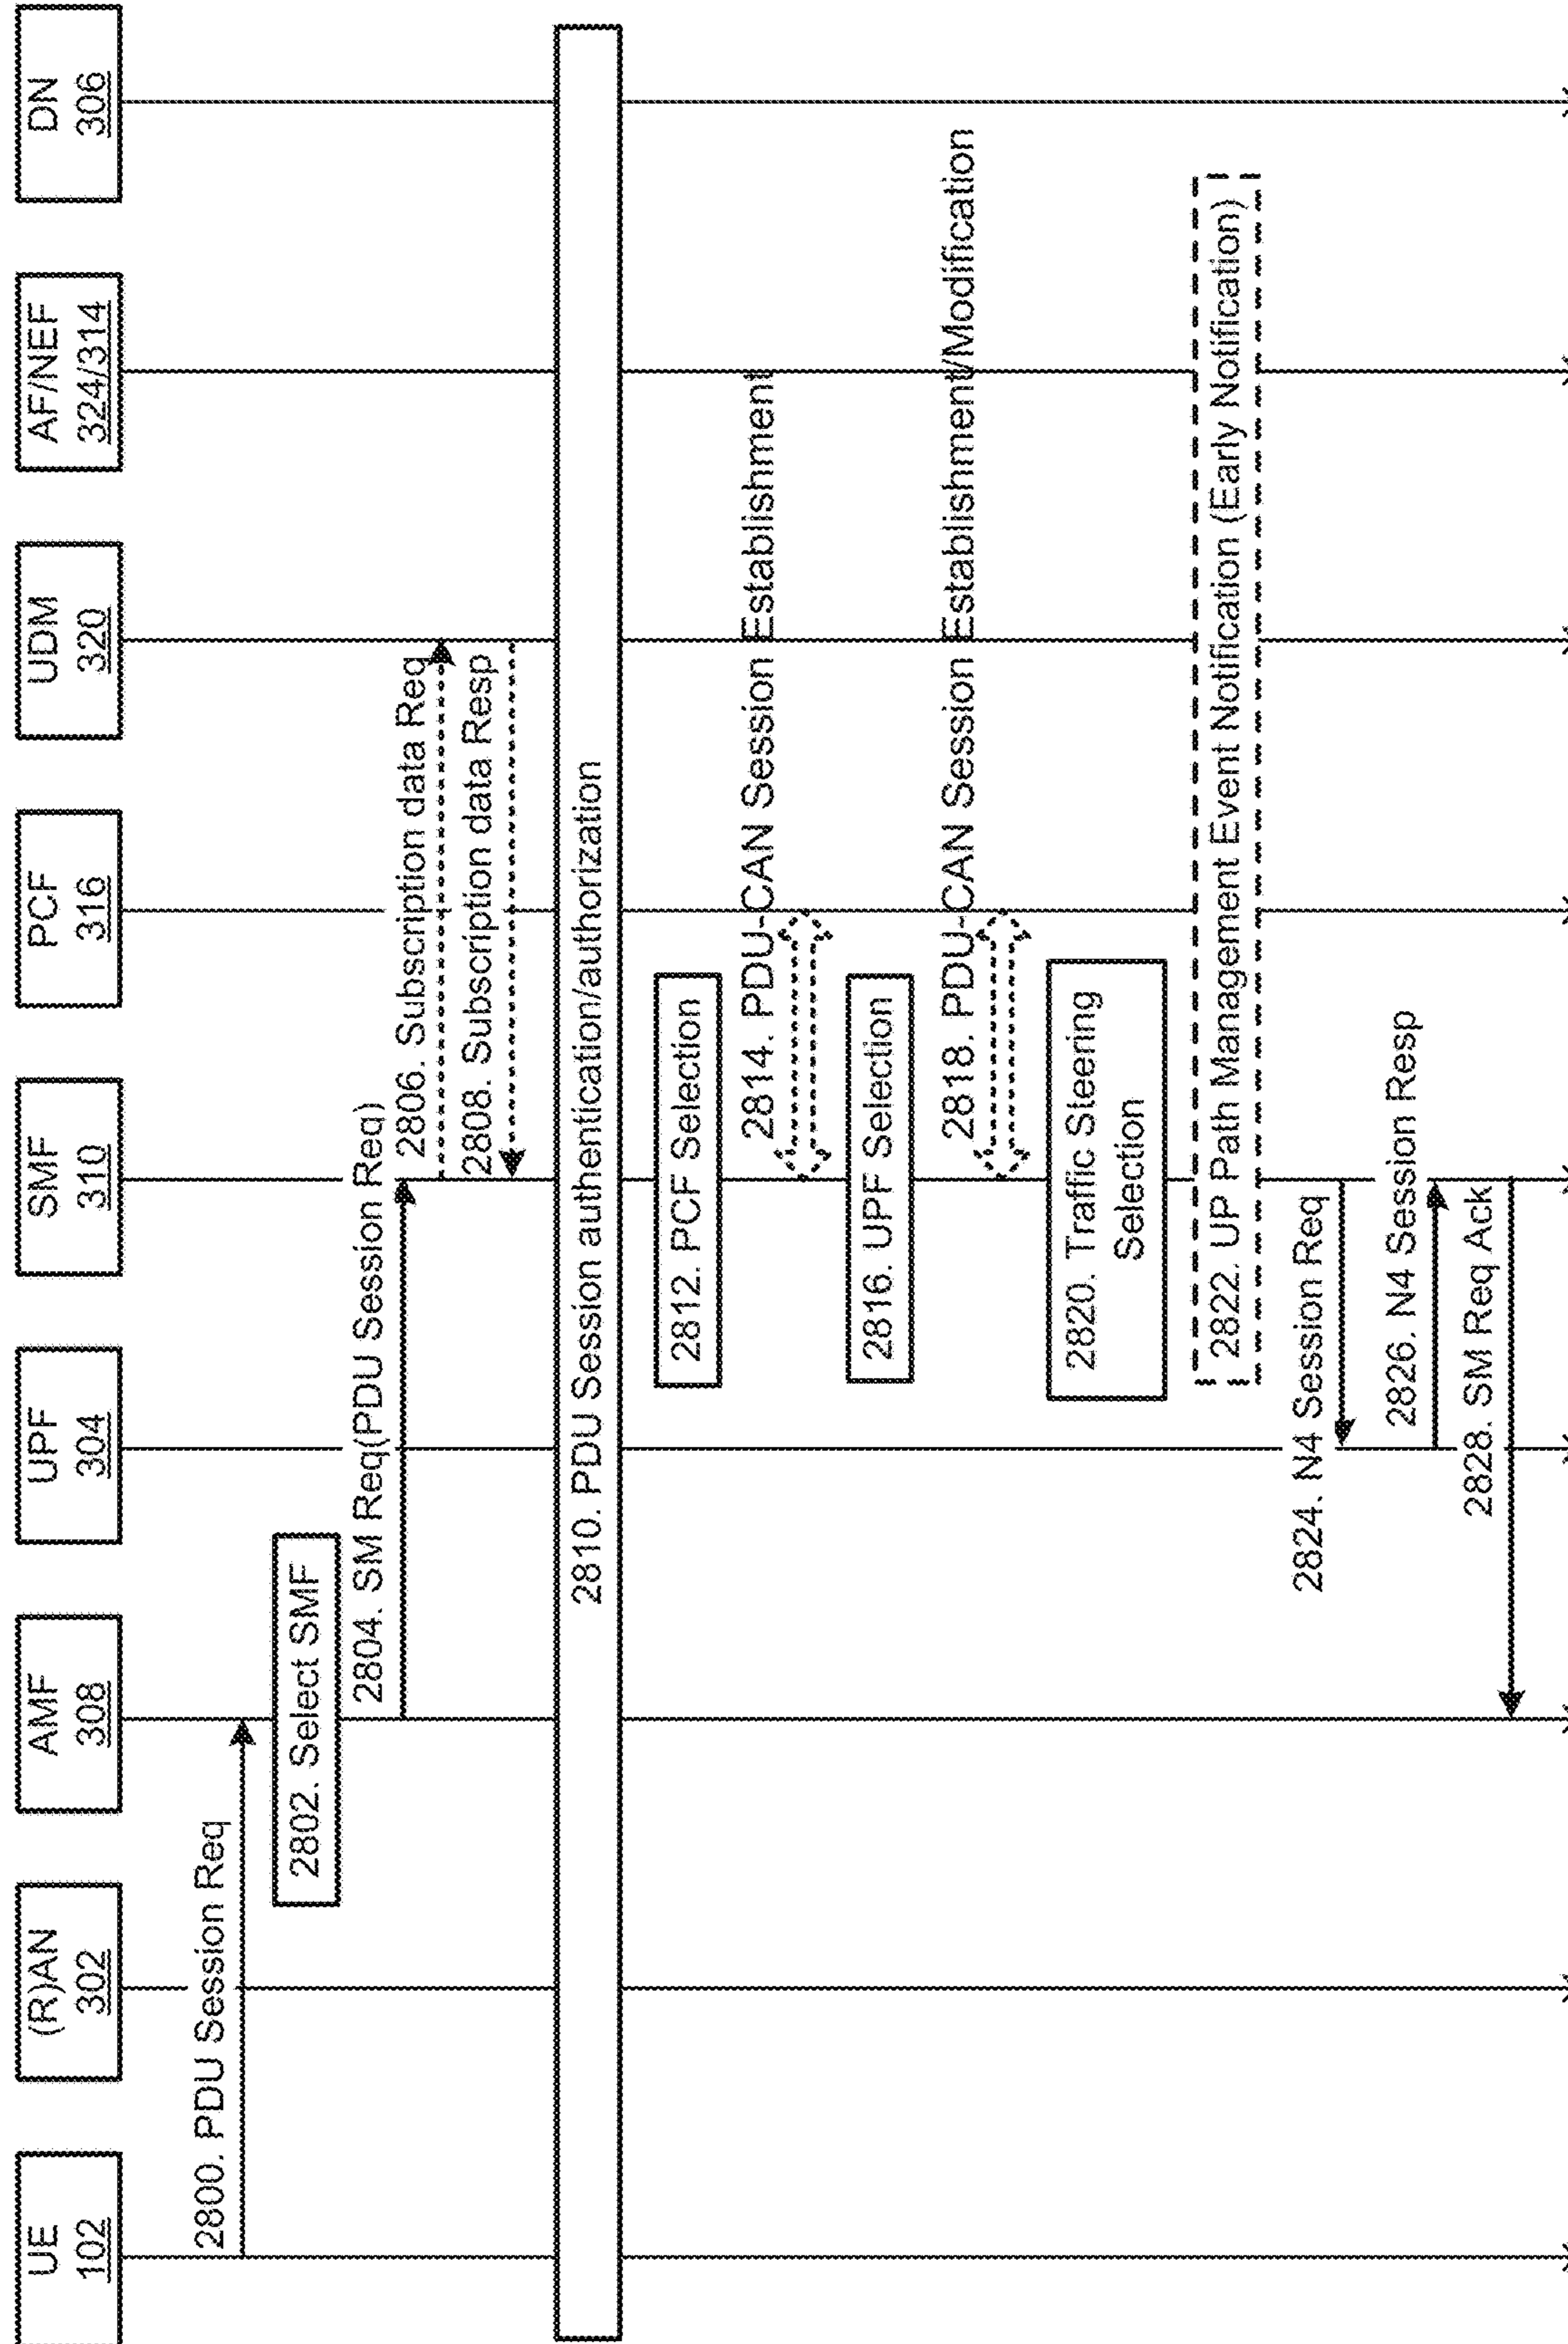 UE
102
(R)AN
302
AMF
308
UPF
304
SMF
310
PCF
316
UDM
320
AF/NEF
324/314
DN
306
2800. PDU Session Req
2802. Select SMF
2804. SM Req(PDU Session Req)
2806. Subscription data Req
2808. Subscription data Resp
2810. PDU Session authentication/authorization
2812. PCF Selection
2814. PDU-CAN Session Establishment
2816. UPF Selection
2818. PDU-CAN Session Establishment/Modification
2820. Traffic Steering
Selection
2822. UP Path Management Event Notification (Early Notification)
2824. N4 Session Req
2826. N4 Session Resp
2828. SM Req Ack